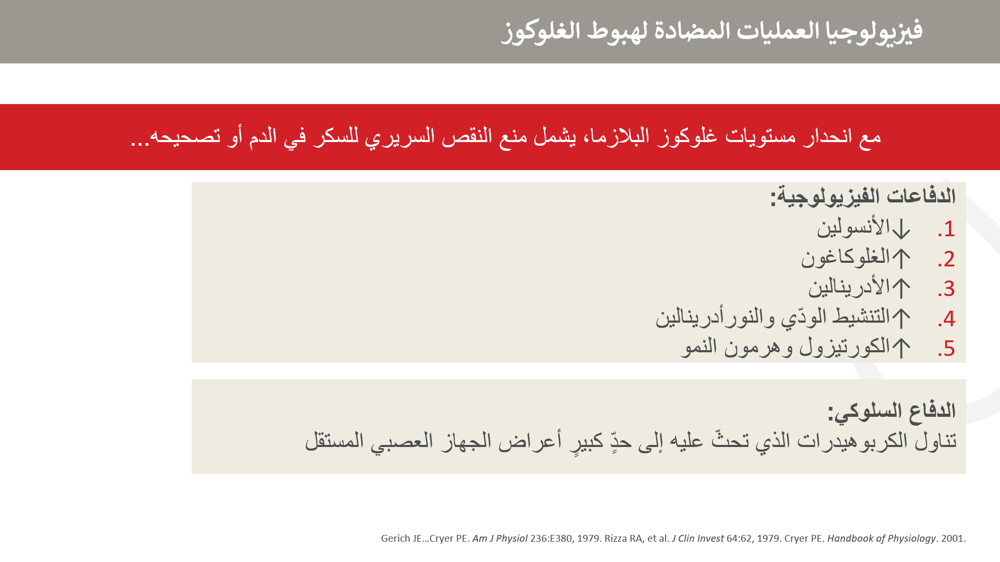 فيزيولوجيا العمليات المضادة لهبوط الغلوكوز
مع انحدار مستويات غلوكوز البلازما، يشمل منع النقص السريري للسكر في الدم أو تصحيحه...
الدفاعات الفيزيولوجية:
1. ↓الأنسولين
2. ↑الغلوكاغون
3. ↑الأدرينالين
4. ↑التنشيط الودّي والنورأدرينالين
5. ↑الكورتيزول وهرمون النمو
الدفاع السلوكي:
تناول الكربوهيدرات الذي تحثّ عليه إلى حدٍّ كبيرٍ أعراض الجهاز العصبي المستقل
Gerich JE...Cryer PE. Am J Physiol 236:E380, 1979. Rizza RA, et al. J Clin Invest 64:62, 1979. Cryer PE. Handbook of Physiology. 2001.